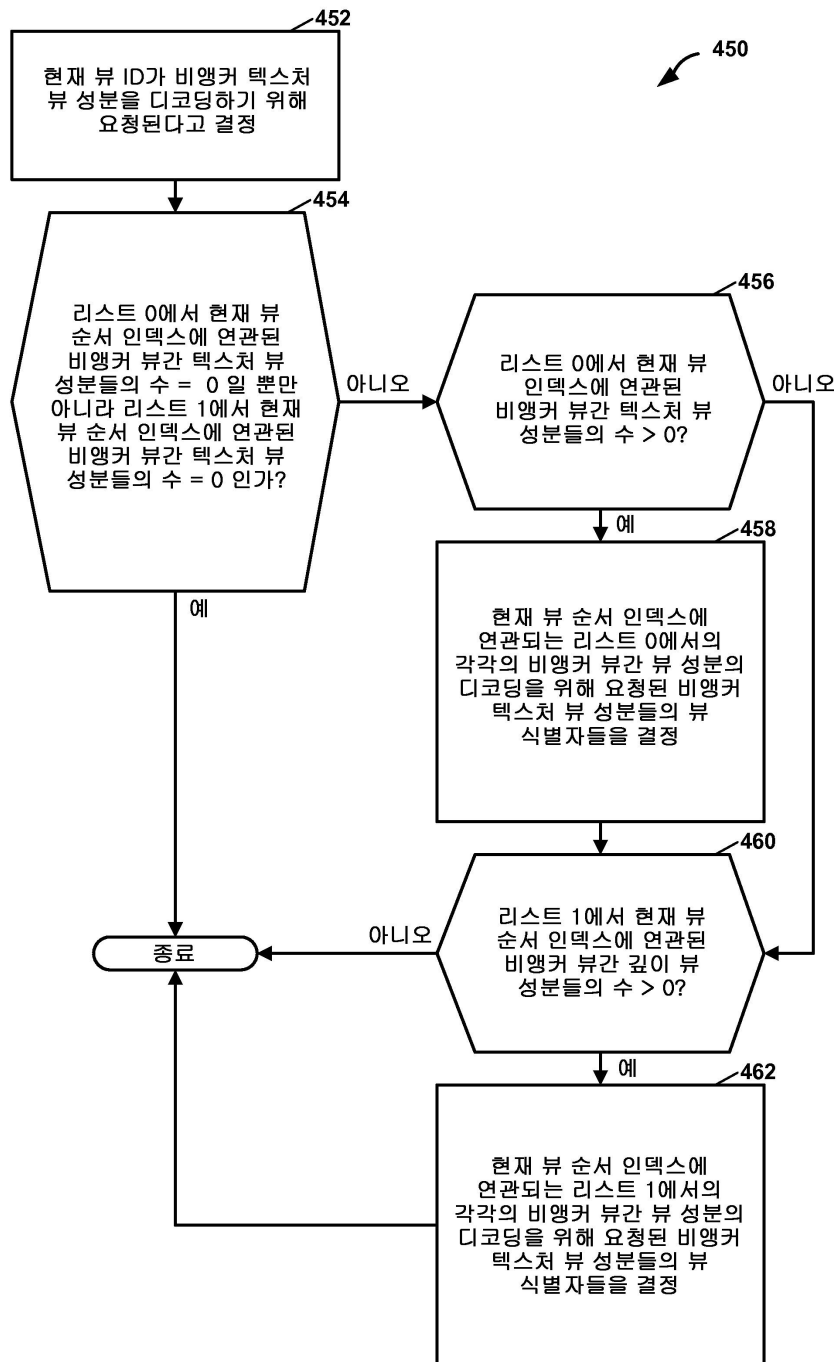 452
450
현재 뷰 ID가 비앵커 텍스처
뷰 성분을 디코딩하기 위해
요청된다고 결정
454
리스트 0에서 현재 뷰
순서 인덱스에 연관된
비앵커 뷰간 텍스처 뷰
성분들의 수 = 0 일 뿐만
아니라 리스트 1에서 현재
뷰 순서 인덱스에 연관된
비앵커 뷰간 텍스처 뷰
성분들의 수 = 0 인가?
아니오
예
456
리스트 0에서 현재 뷰
인덱스에 연관된
비앵커 뷰간 텍스처 뷰
성분들의 수 > 0?
아니오
예
458
현재 뷰 순서 인덱스에
연관되는 리스트 0에서의
각각의 비앵커 뷰간 뷰 성분의
디코딩을 위해 요청된 비앵커
텍스처 뷰 성분들의 뷰
식별자들을 결정
460
리스트 1에서 현재 뷰
순서 인덱스에 연관된
비앵커 뷰간 깊이 뷰
성분들의 수 > 0?
아니오
종료
예
462
현재 뷰 순서 인덱스에
연관되는 리스트 1에서의
각각의 비앵커 뷰간 뷰 성분의
디코딩을 위해 요청된 비앵커
텍스처 뷰 성분들의 뷰
식별자들을 결정